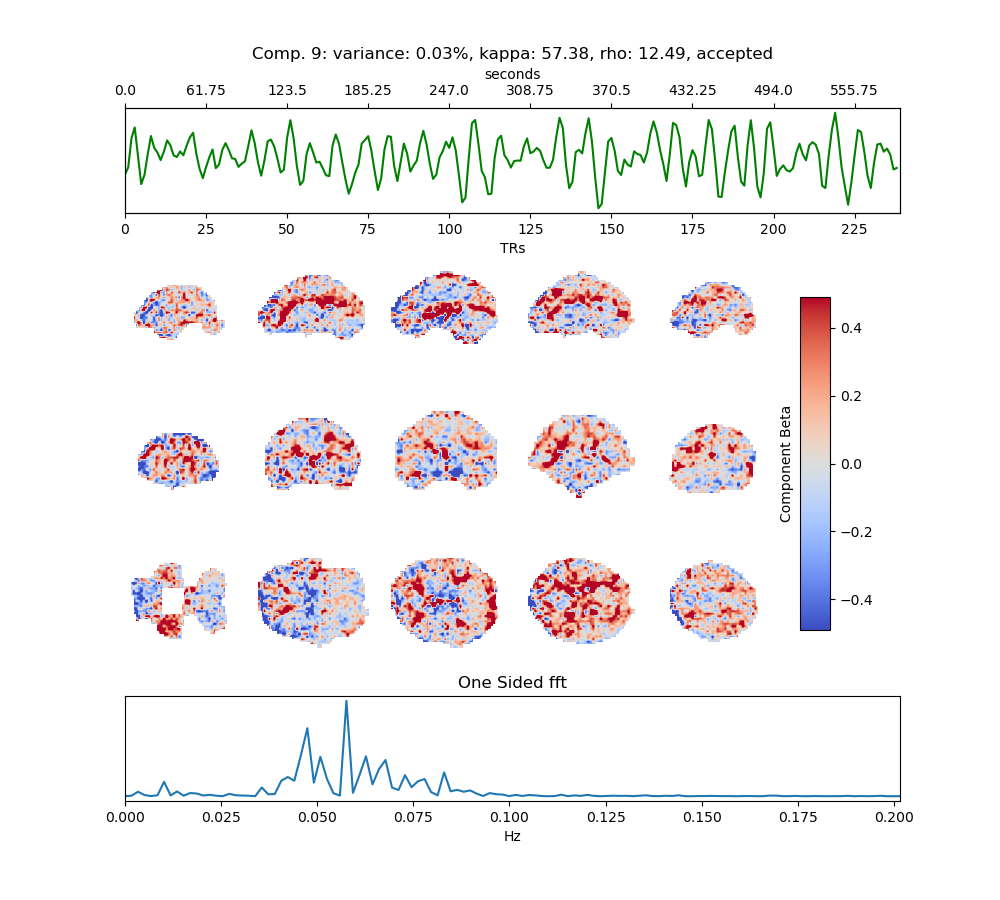 Comp. 9: variance: 0.03%, kappa: 57.38, rho: 12.49, accepted
seconds
0.0 61.75 123.5 185.25 247.0 308.75 370.5 432.25 494.0 555.75
0 25 50 75 100 125 150 175 200 225
TRs
0.4
0.2
0.0
−0.2
−0.4
Component Beta
One Sided fft
0.000 0.025 0.050 0.075 0.100 0.125 0.150 0.175 0.200
Hz